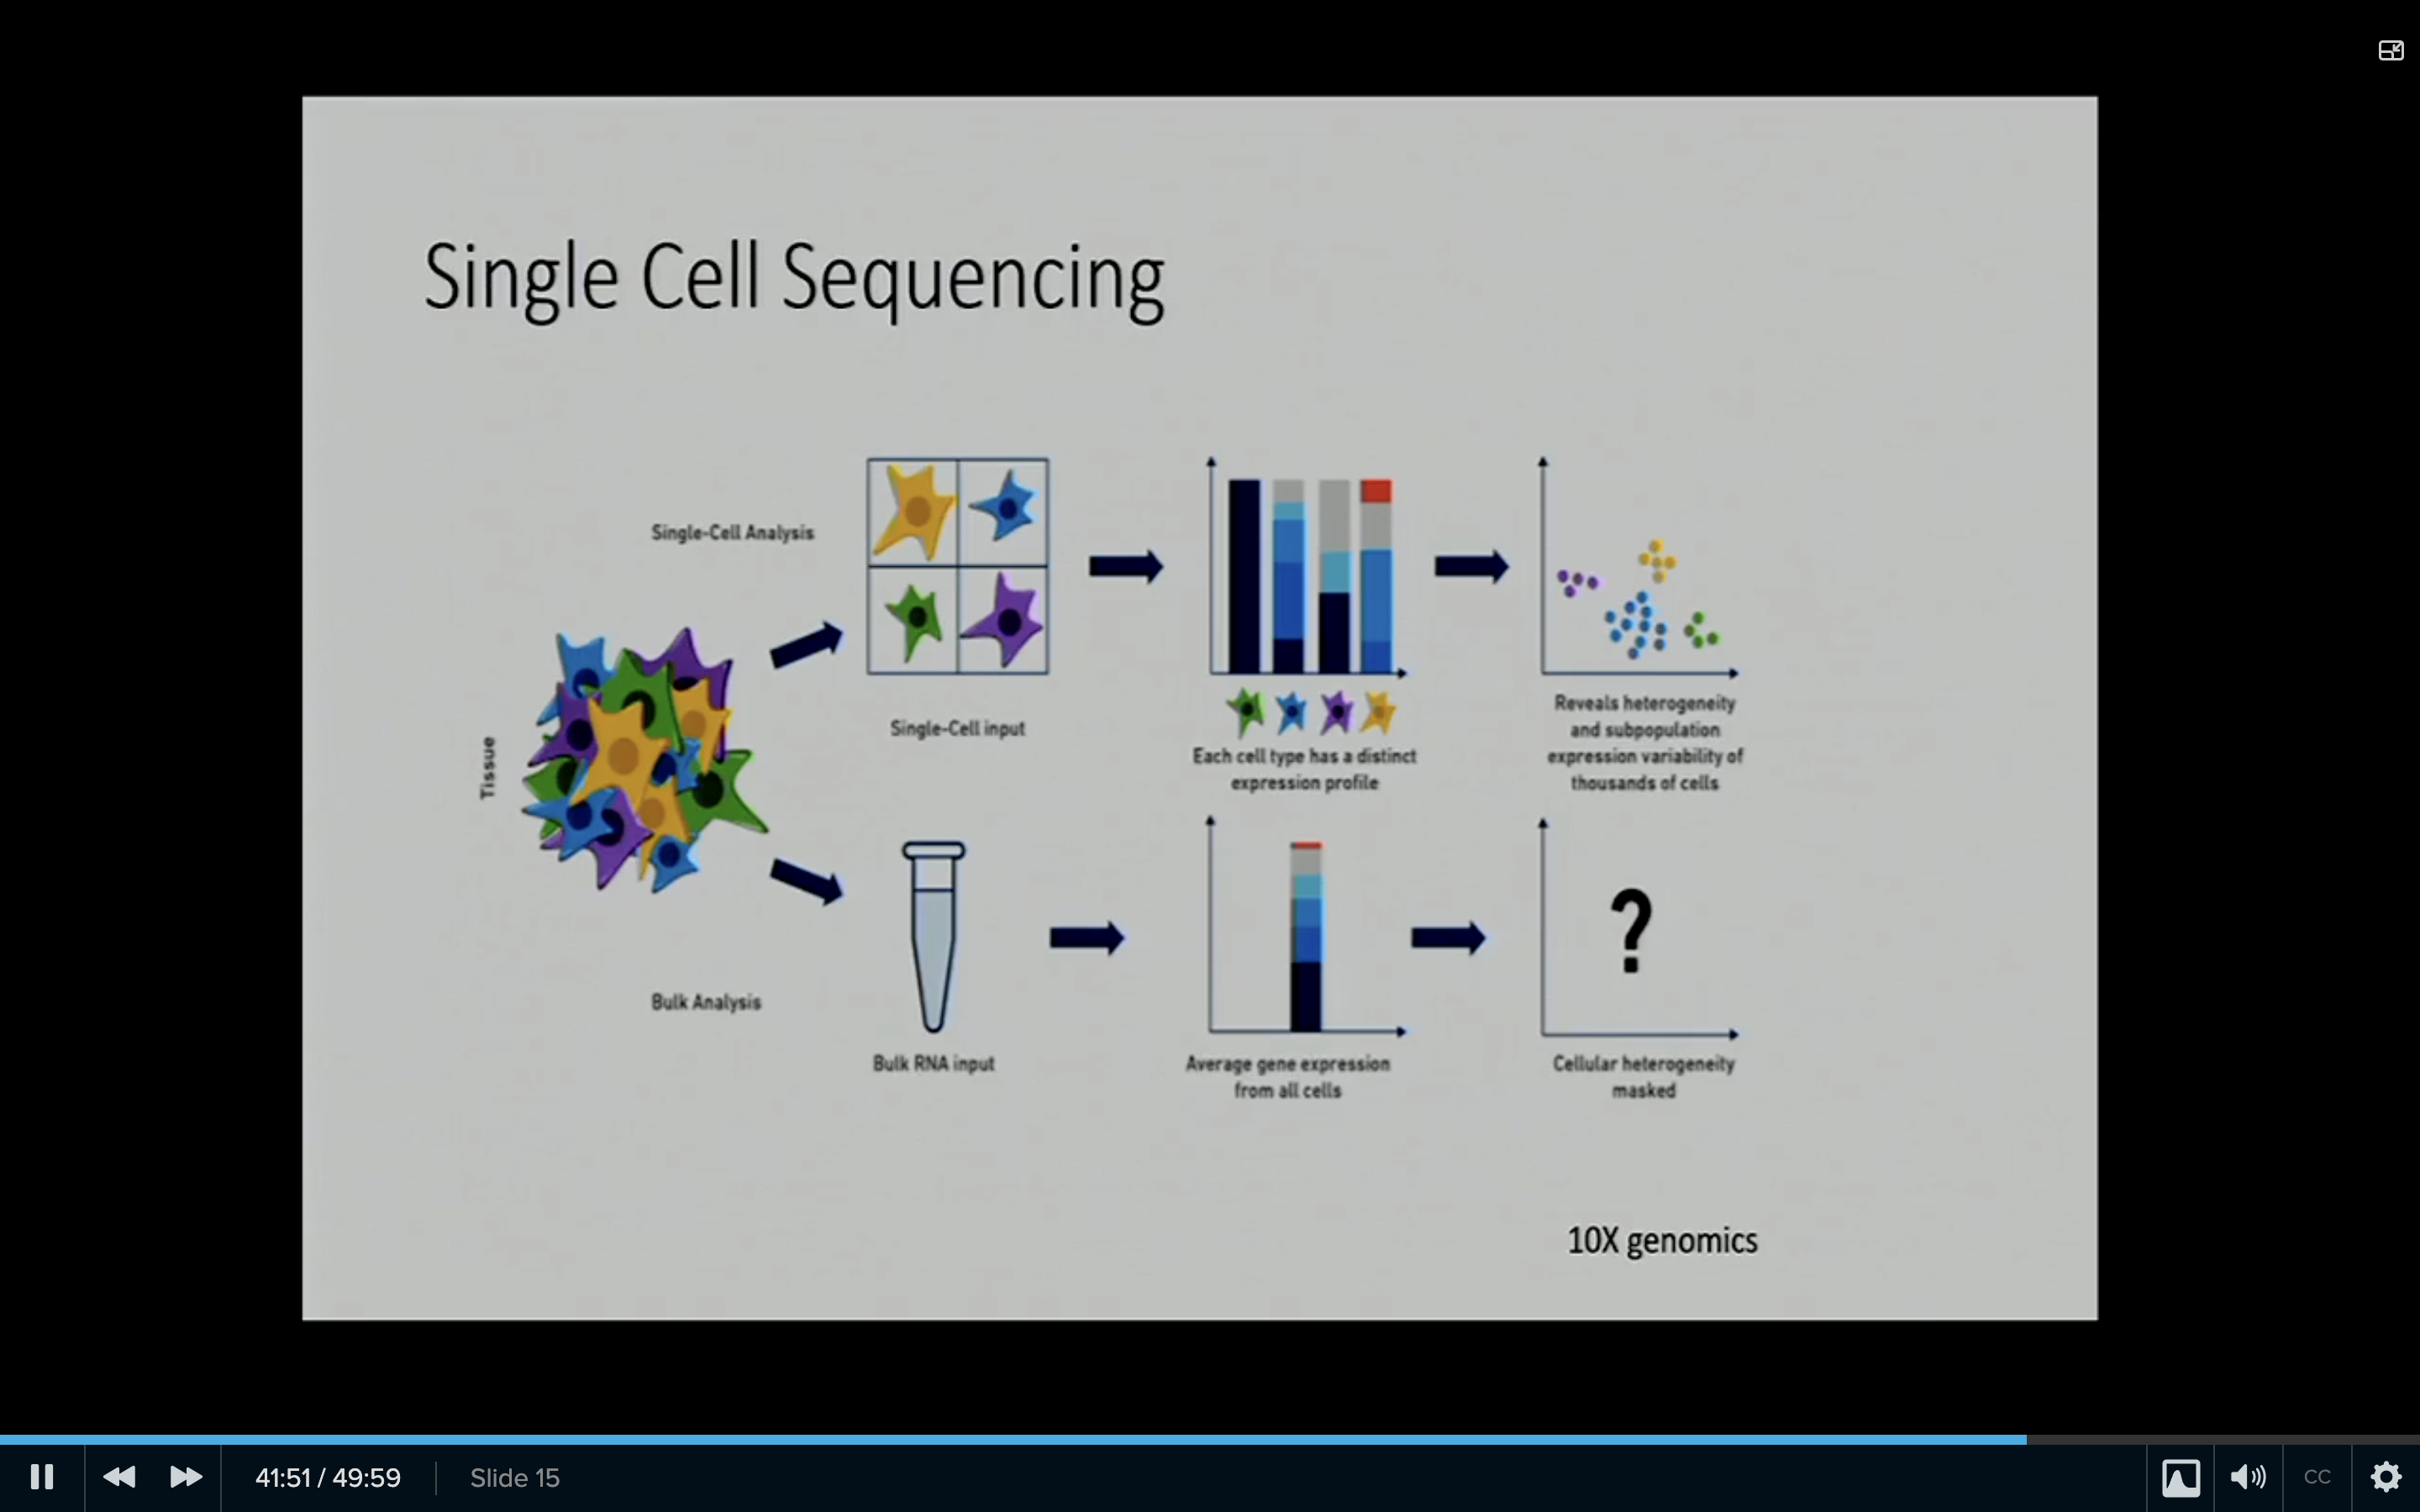 Single Cell Sequencing
Single-Cell Analysis
Single-Cell input
Each cell type has a distinct
expression profile
Reveals heterogeneity
and subpopulation
expression variability of
thousands of cells
Tissue
Bulk Analysis
Bulk RNA input
Average gene expression
from all cells
?
Cellular heterogeneity
masked
10X genomics
41:51 / 49:59
Slide 15
CC